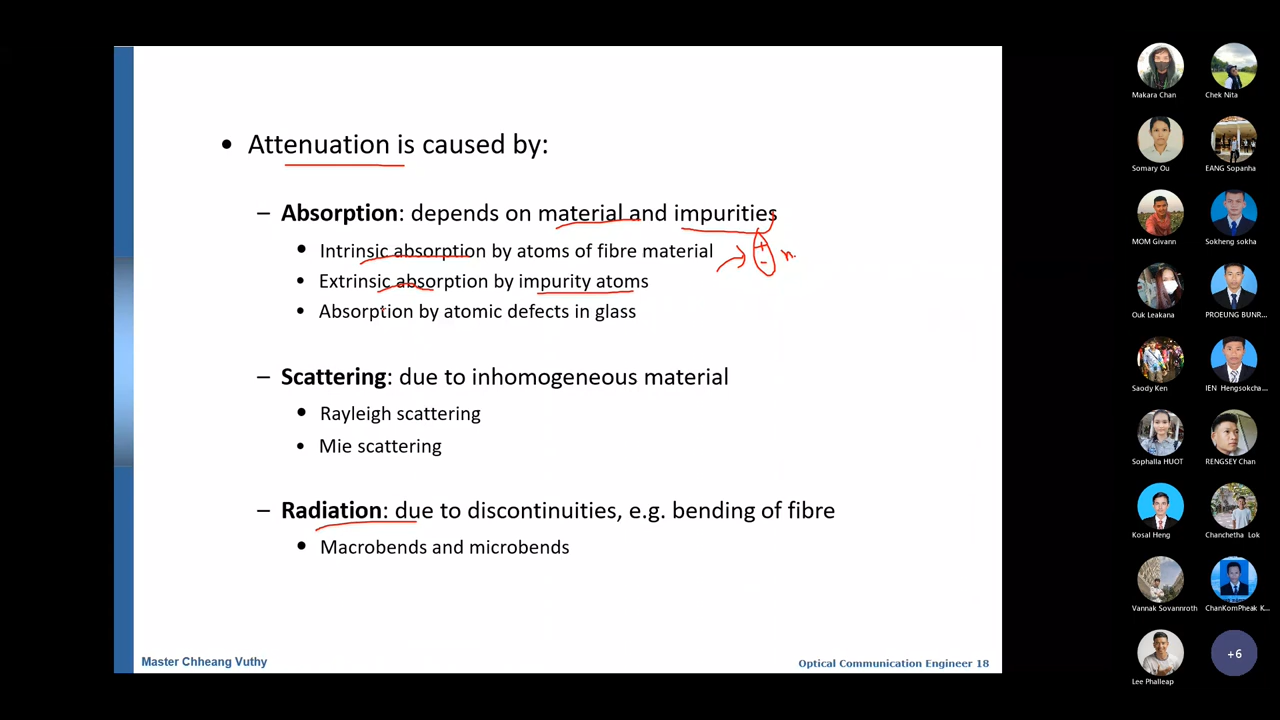 • Attenuation is caused by:
– Absorption: depends on material and impurities
• Intrinsic absorption by atoms of fibre material
+
- n
• Extrinsic absorption by impurity atoms
• Absorption by atomic defects in glass
– Scattering: due to inhomogeneous material
• Rayleigh scattering
• Mie scattering
– Radiation: due to discontinuities, e.g. bending of fibre
• Macrobends and microbends
Master Chheang Vuthy
Optical Communication Engineer 18
Makara Chan
Chek Nita
Somary Ou
EANG Sopanha
MOM Givann
Sokheng sokha
Ouk Leakana
PROEUNG BUNR...
Saody Ken
IEN Hengsokcha...
Sophalla HUOT
RENGSEY Chan
Kosal Heng
Chanchetha Lok
Vannak Sovannroth
ChanKomPheak K...
Lee Phalleap
+6